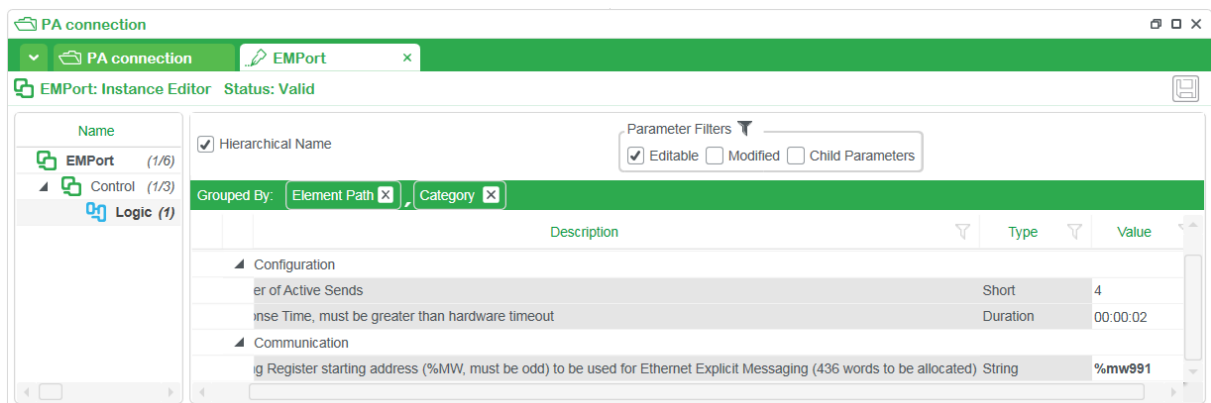 PA connection
PA connection
EMPort
EMPort: Instance Editor Status: Valid
Name
EMPort (1/6)
Control (1/3)
Logic (1)
Hierarchical Name
Parameter Filters
Editable Modified Child Parameters
Grouped By: Element Path , Category
Description Type Value
Configuration
er of Active Sends Short 4
onse Time, must be greater than hardware timeout Duration 00:00:02
Communication
g Register starting address (%MW, must be odd) to be used for Ethernet Explicit Messaging (436 words to be allocated) String %mw991